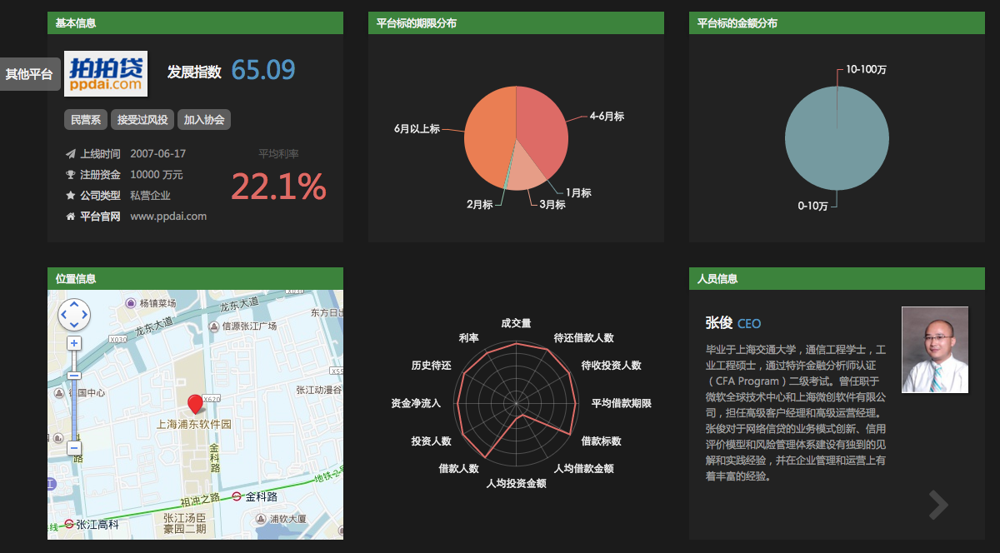 基本信息
其他平台
拍拍贷
ppdai.com
发展指数 65.09
民营系 接受过风投 加入协会
上线时间 2007-06-17
注册资金 10000 万元
公司类型 私营企业
平台官网 www.ppdai.com
平均利率
22.1%
平台标的期限分布
4-6月标
6月以上标
1月标
3月标
2月标
平台标的金额分布
10-100万
0-10万
位置信息
杨镇菜场
龙东大道
X030
龙东大道
X030
信源张江广场
东方日
国中心
张江动漫谷
X620
上海浦东软件园
金科路
路
地铁-2号
祖冲之路
金科路
张江高科
张江汤臣
豪园二期
浦软大厦
成交量
利率
待还借款人数
历史待还
待收投资人数
资金净流入
平均借款期限
投资人数
借款标数
借款人数
人均借款金额
人均投资金额
人员信息
张俊 CEO
毕业于上海交通大学，通信工程学士，工
业工程硕士，通过特许金融分析师认证
（CFA Program）二级考试。曾任职于
微软全球技术中心和上海微创软件有限公
司，担任高级客户经理和高级运营经理。
张俊对于网络信贷的业务模式创新、信用
评价模型和风险管理体系建设有独到的见
解和实践经验，并在企业管理和运营上有
着丰富的经验。